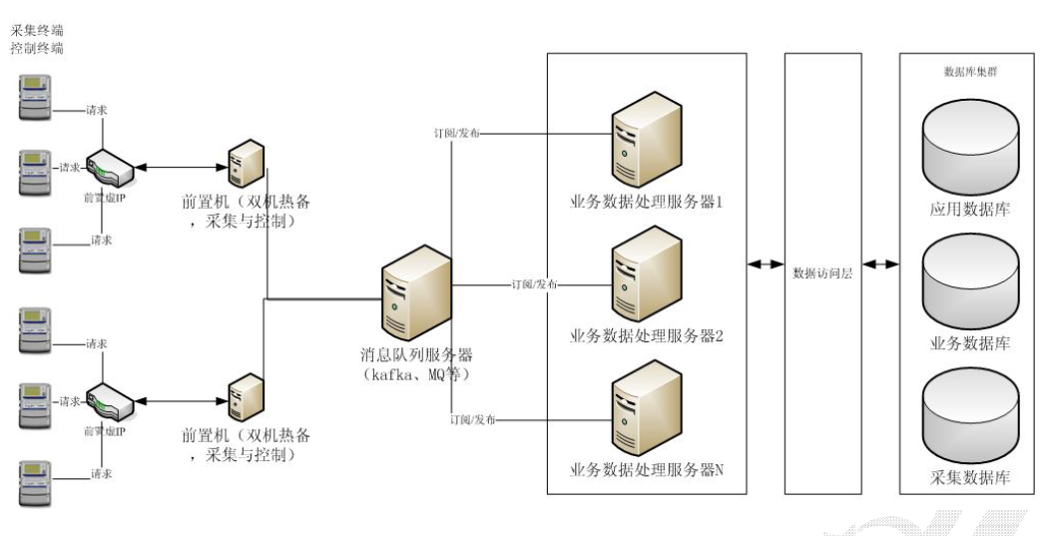 采集终端
控制终端
请求
请求
前置虚IP
请求
前置机（双机热备
，采集与控制）
请求
请求
前置虚IP
请求
前置机（双机热备
，采集与控制）
消息队列服务器
（kafka、MQ等）
订阅/发布
订阅/发布
订阅/发布
业务数据处理服务器1
业务数据处理服务器2
业务数据处理服务器N
数据访问层
数据库集群
应用数据库
业务数据库
采集数据库